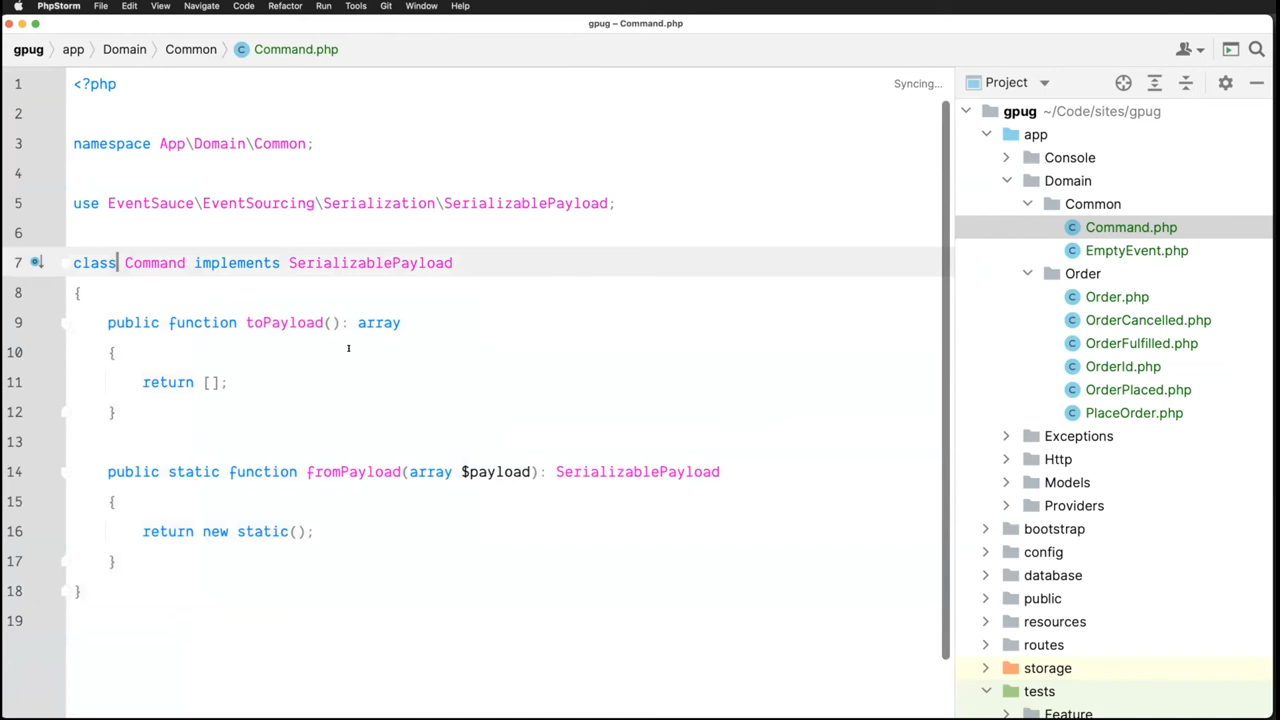 PhpStorm File Edit View Navigate Code Refactor Run Tools Git Window Help
gpug – Command.php
gpug app Domain Common C Command.php
Project
1 <?php
Syncing...
2
3 namespace App\Domain\Common;
4
5 use EventSauce\EventSourcing\Serialization\SerializablePayload;
6
7 class Command implements SerializablePayload
8 {
9 public function toPayload(): array
10 {
11 return [];
12 }
13
14 public static function fromPayload(array $payload): SerializablePayload
15 {
16 return new static();
17 }
18 }
19
gpug ~/Code/sites/gpug
app
Console
Domain
Common
C Command.php
C EmptyEvent.php
Order
C Order.php
C OrderCancelled.php
C OrderFulfilled.php
C OrderId.php
C OrderPlaced.php
C PlaceOrder.php
Exceptions
Http
Models
Providers
bootstrap
config
database
public
resources
routes
storage
tests
Feature